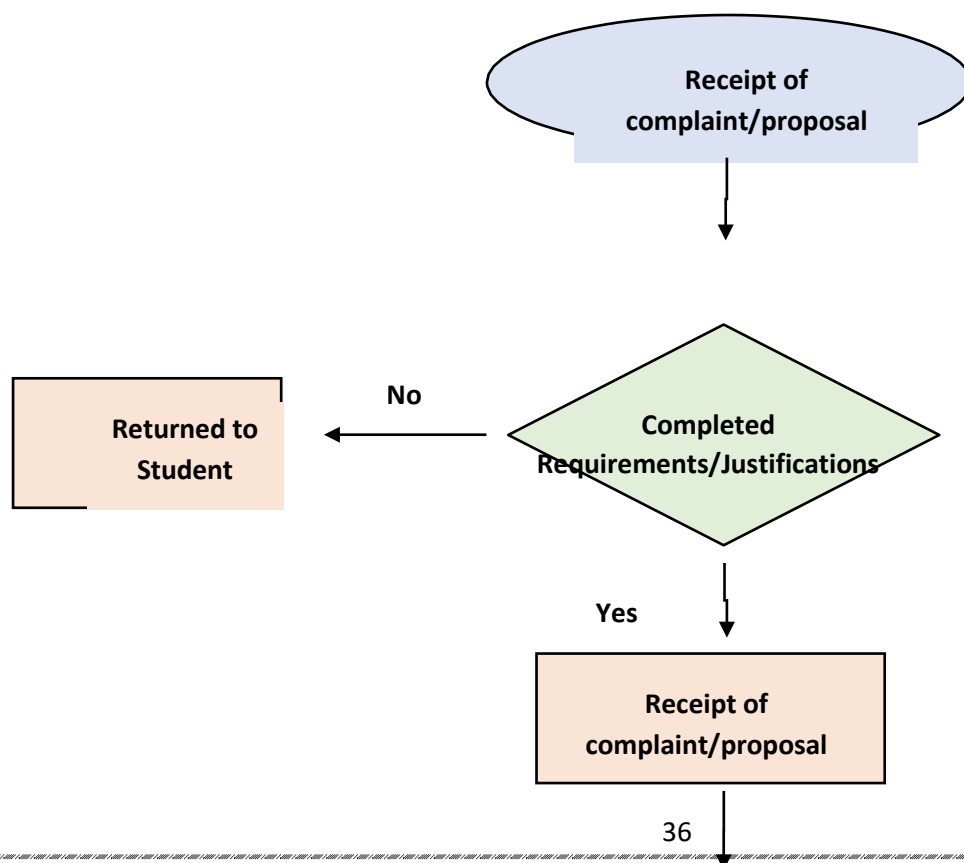 Receipt of
complaint/proposal
No
Returned to
Student
Completed
Requirements/Justifications
Yes
Receipt of
complaint/proposal
36